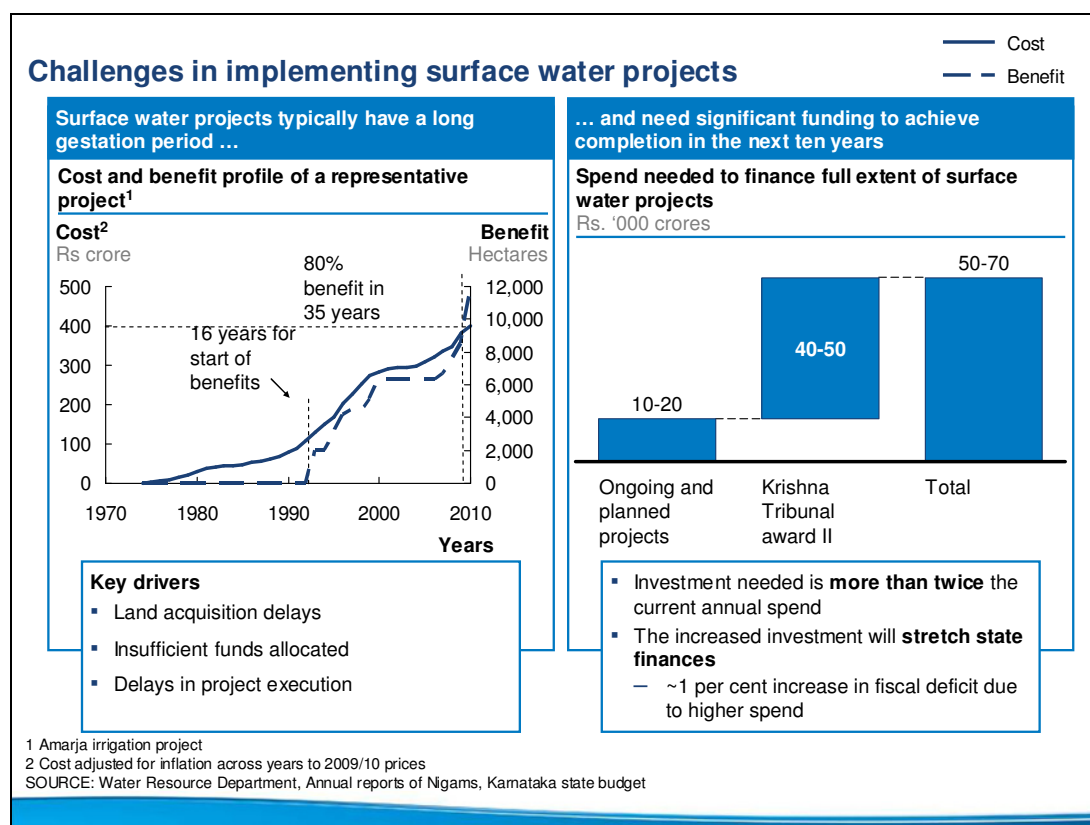 Challenges in implementing surface water projects
Cost
Benefit
Surface water projects typically have a long
gestation period …
Cost and benefit profile of a representative
project1
Cost2
Rs crore
Benefit
Hectares
80%
benefit in
35 years
16 years for
start of
benefits
500
400
300
200
100
0
12,000
10,000
8,000
6,000
4,000
2,000
0
1970
1980
1990
2000
2010
Years
Key drivers
▪ Land acquisition delays
▪ Insufficient funds allocated
▪ Delays in project execution
… and need significant funding to achieve
completion in the next ten years
Spend needed to finance full extent of surface
water projects
Rs. ‘000 crores
10-20
40-50
50-70
Ongoing and
planned
projects
Krishna
Tribunal
award II
Total
▪ Investment needed is more than twice the
current annual spend
▪ The increased investment will stretch state
finances
– ~1 per cent increase in fiscal deficit due
to higher spend
1 Amarja irrigation project
2 Cost adjusted for inflation across years to 2009/10 prices
SOURCE: Water Resource Department, Annual reports of Nigams, Karnataka state budget